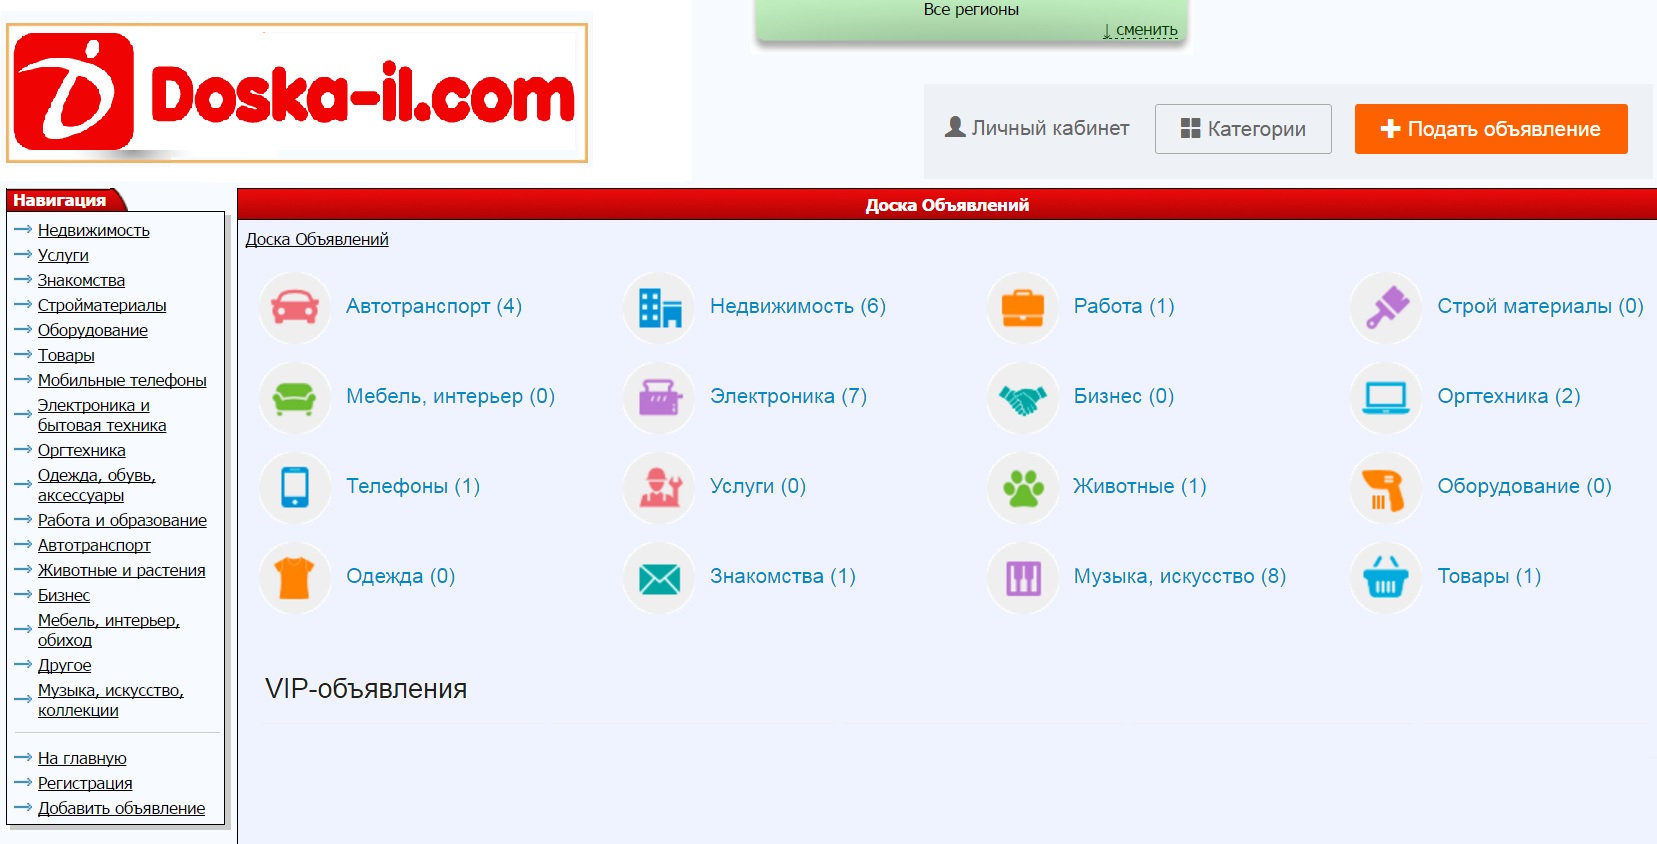 Все регионы
↓ сменить
Doska-il.com
Личный кабинет
Категории
Подать объявление
Навигация
Недвижимость
Услуги
Знакомства
Стройматериалы
Оборудование
Товары
Мобильные телефоны
Электроника и
бытовая техника
Оргтехника
Одежда, обувь,
аксессуары
Работа и образование
Автотранспорт
Животные и растения
Бизнес
Мебель, интерьер,
обиход
Другое
Музыка, искусство,
коллекции
На главную
Регистрация
Добавить объявление
Доска Объявлений
Доска Объявлений
Автотранспорт (4)
Недвижимость (6)
Работа (1)
Строй материалы (0)
Мебель, интерьер (0)
Электроника (7)
Бизнес (0)
Оргтехника (2)
Телефоны (1)
Услуги (0)
Животные (1)
Оборудование (0)
Одежда (0)
Знакомства (1)
Музыка, искусство (8)
Товары (1)
VIP-объявления